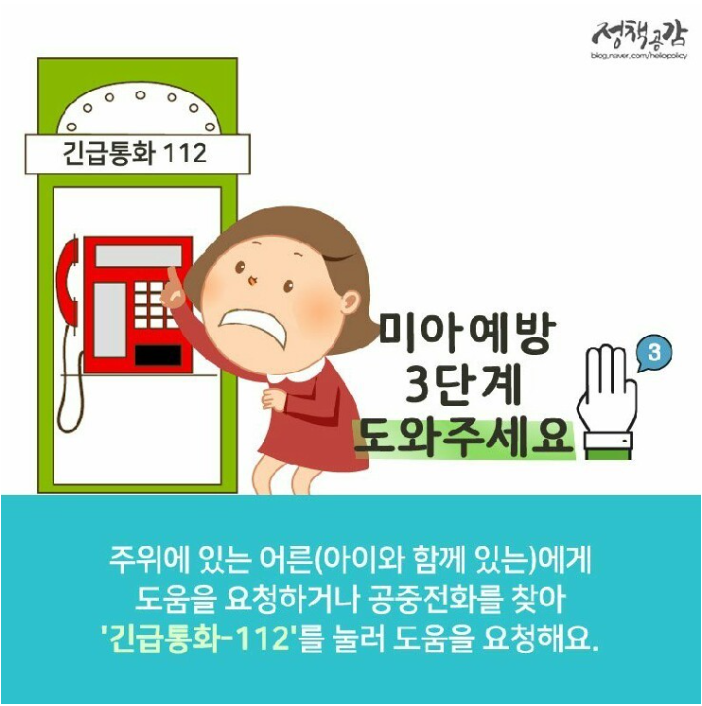 정책공감
blog.naver.com/hellopolicy
긴급통화 112
미아예방
3단계
3
도와주세요
주위에 있는 어른(아이와 함께 있는)에게
도움을 요청하거나 공중전화를 찾아
'긴급통화-112'를 눌러 도움을 요청해요.